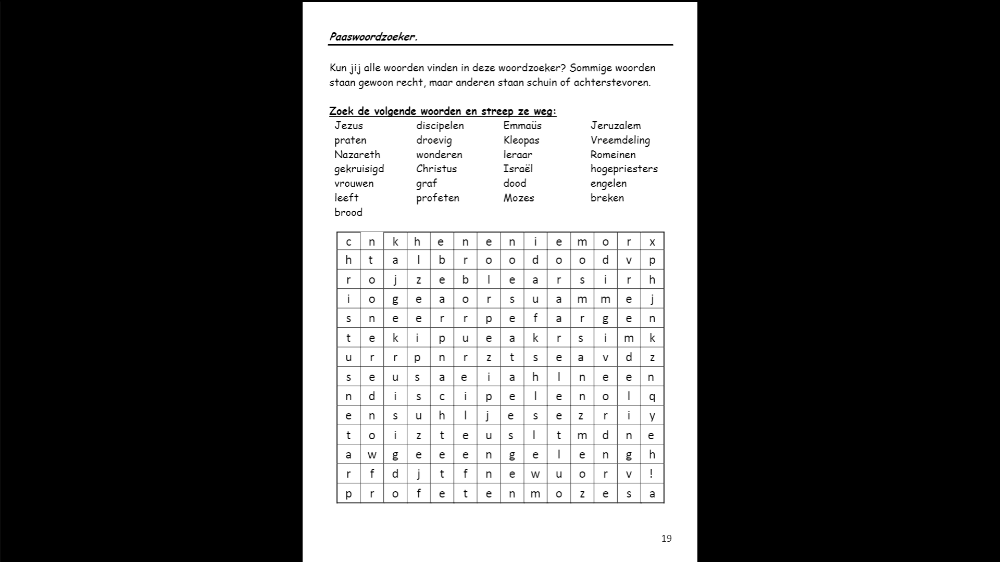 Paaswoordzoeker.
Kun jij alle woorden vinden in deze woordzoeker? Sommige woorden
staan gewoon recht, maar anderen staan schuin of achterstevoren.
Zoek de volgende woorden en streep ze weg:
Jezus discipelen Emmaüs Jeruzalem
praten droevig Kleopas Vreemdeling
Nazareth wonderen leraar Romeinen
gekruisigd Christus Israël hogepriesters
vrouwen graf dood engelen
leeft profeten Mozes breken
brood
c n k h e n e n i e m o r x
h t a l b r o o d o o d v p
r o j z e b l e a r s i r h
i o g e a o r s u a m m e j
s n e e r r p e f a r g e n
t e k i p u e a k r s i m k
u r r p n r z t s e a v d z
s e u s a e i a h l n e e n
n d i s c i p e l e n o l q
e n s u h l j e s e z r i y
t o i z t e u s l t m d n e
a w g e e e n g e l e n g h
r f d j t f n e w u o r v !
p r o f e t e n m o z e s a
19